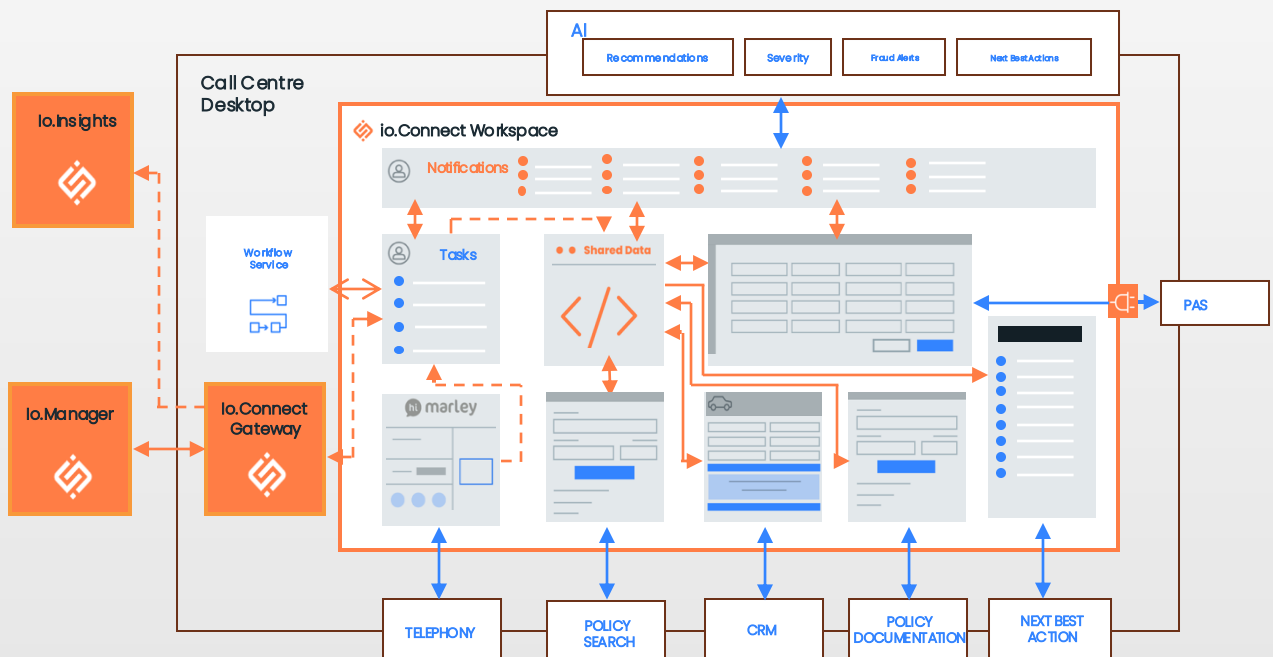 AI
Recommendations
Severity
Fraud Alerts
Next Best Actions
Call Centre
Desktop
Io.Insights
io.Connect Workspace
Notifications
Workflow
Service
Tasks
Shared Data
</>
PAS
Io.Manager
Io.Connect
Gateway
hi marley
TELEPHONY
POLICY
SEARCH
CRM
POLICY
DOCUMENTATION
NEXT BEST
ACTION